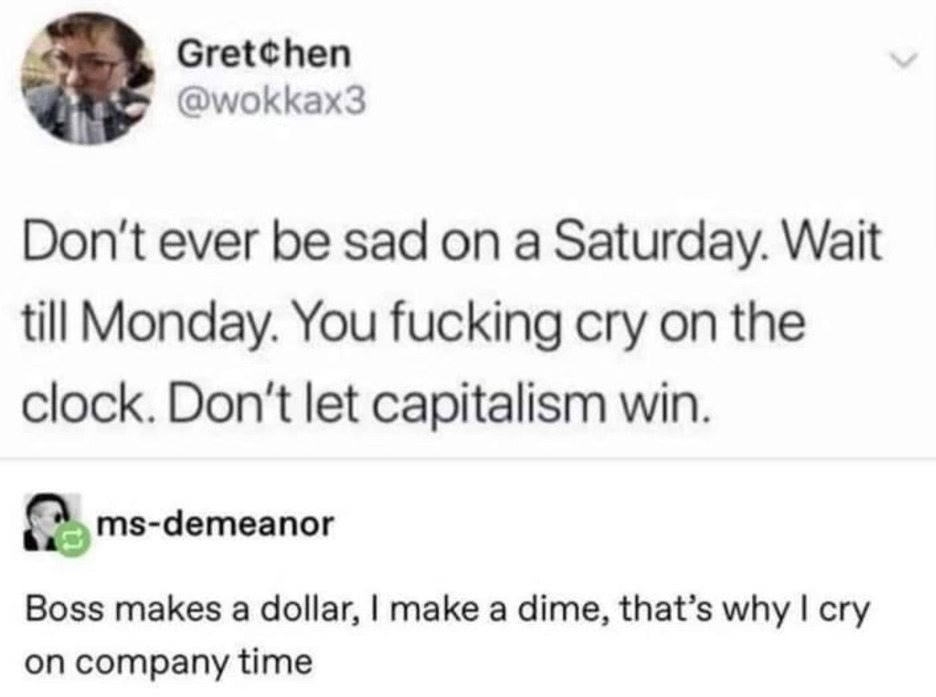 Gret¢hen
@wokkax3
Don't ever be sad on a Saturday. Wait
till Monday. You fucking cry on the
clock. Don't let capitalism win.
ms-demeanor
Boss makes a dollar, I make a dime, that's why I cry
on company time